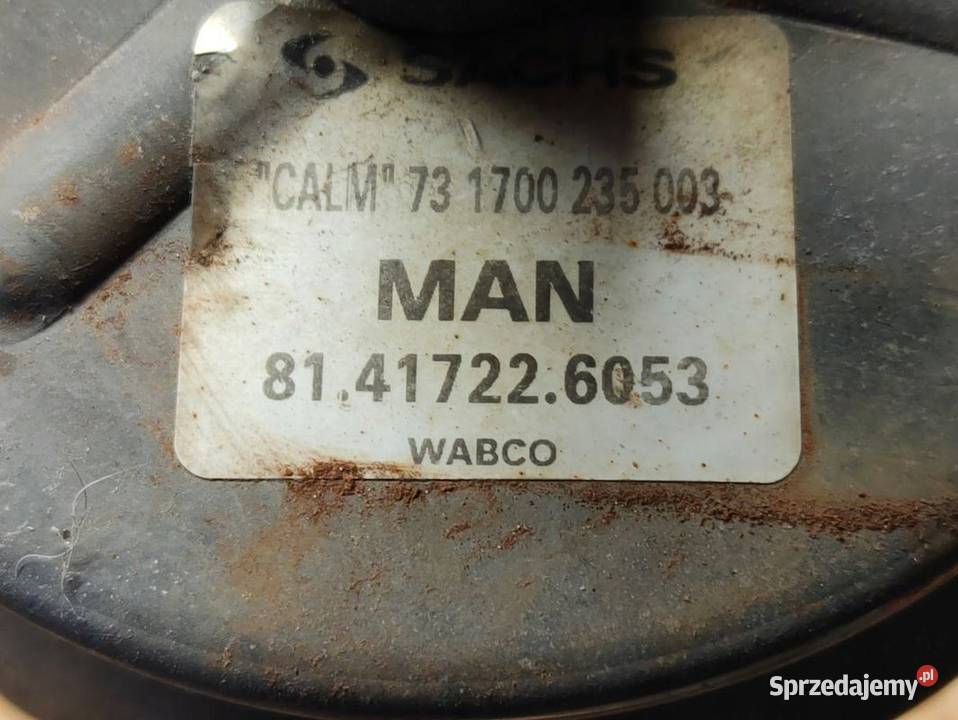 SACHS
"CALM" 73 1700 235 003
MAN
81.41722.6053
WABCO
Sprzedajemy.pl